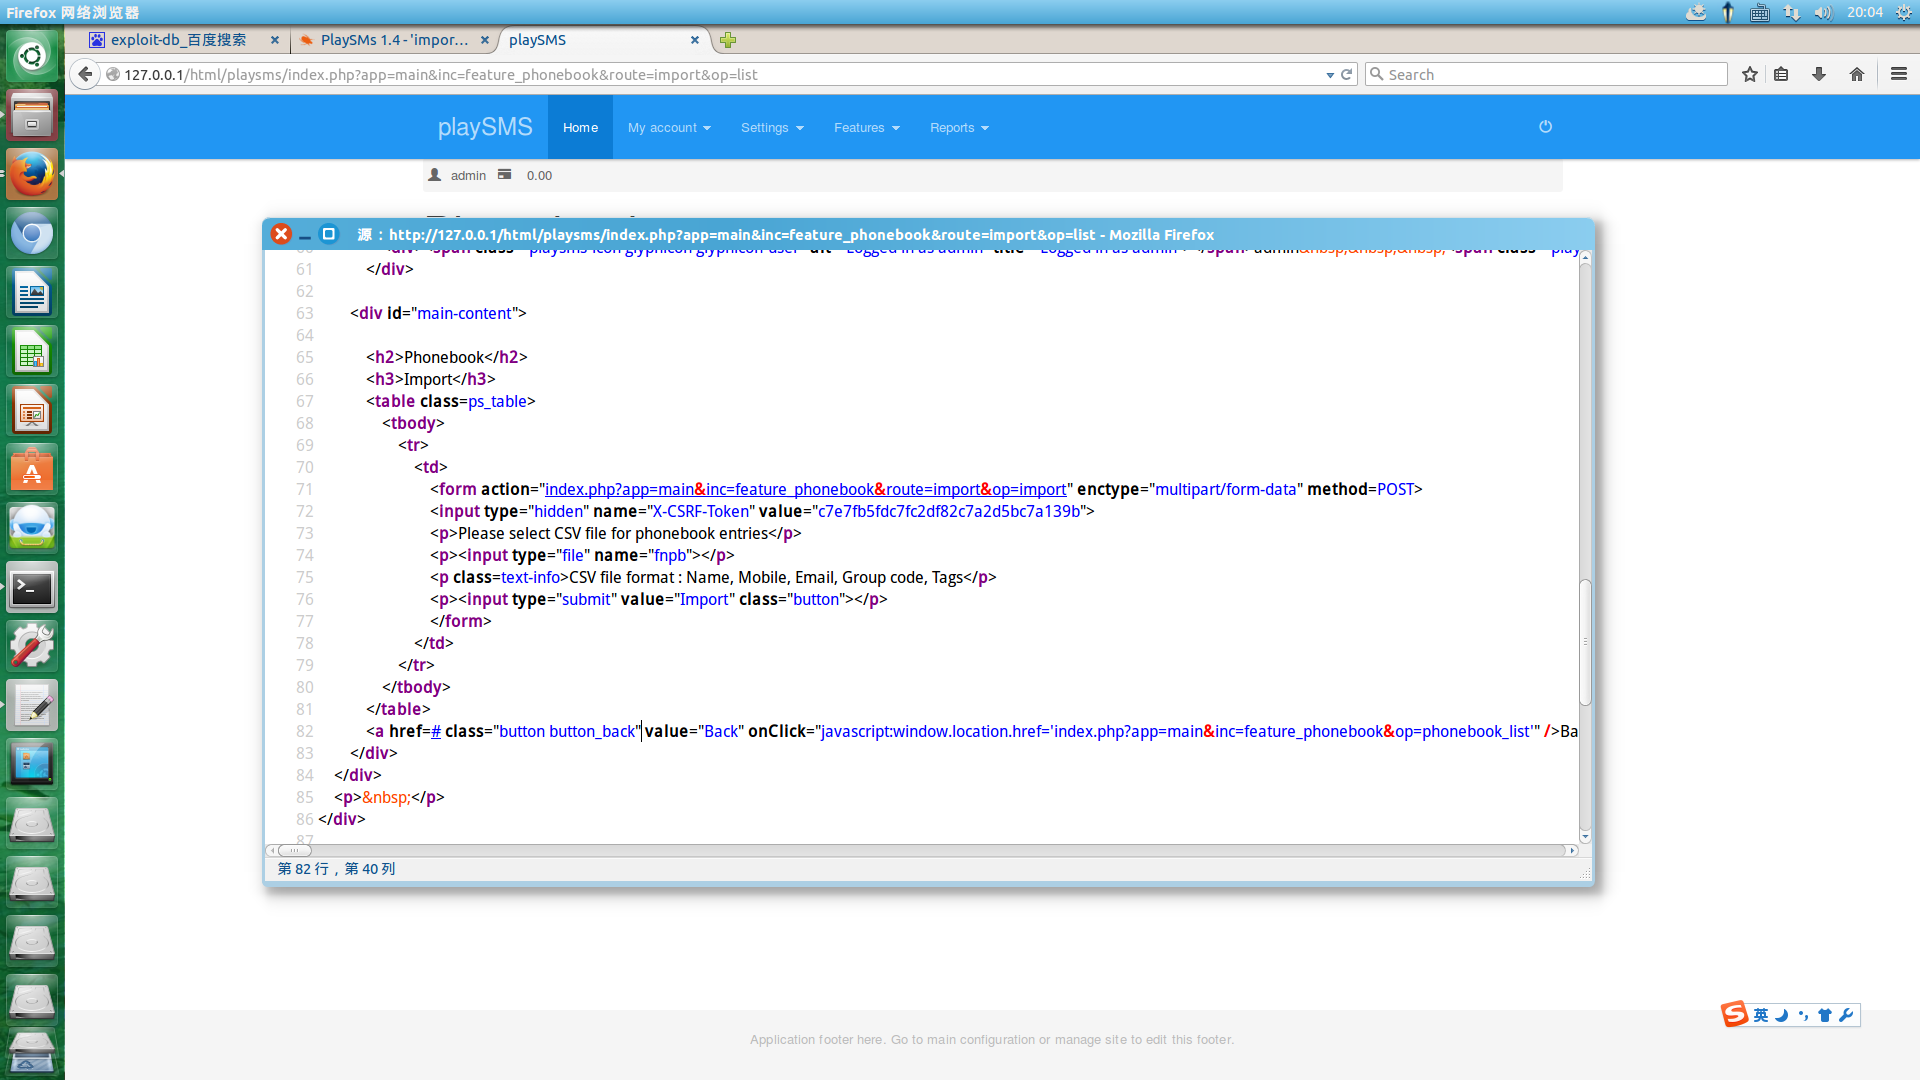 Firefox 网络浏览器
20:04
exploit-db_百度搜索
PlaySMs 1.4 - 'impor...
playSMS
127.0.0.1/html/playsms/index.php?app=main&inc=feature_phonebook&route=import&op=list
Search
playSMS
Home
My account
Settings
Features
Reports
admin
0.00
源：http://127.0.0.1/html/playsms/index.php?app=main&inc=feature_phonebook&route=import&op=list - Mozilla Firefox
61 </div>
62
63 <div id="main-content">
64
65 <h2>Phonebook</h2>
66 <h3>Import</h3>
67 <table class=ps_table>
68 <tbody>
69 <tr>
70 <td>
71 <form action="index.php?app=main&inc=feature_phonebook&route=import&op=import" enctype="multipart/form-data" method=POST>
72 <input type="hidden" name="X-CSRF-Token" value="c7e7fb5fdc7fc2df82c7a2d5bc7a139b">
73 <p>Please select CSV file for phonebook entries</p>
74 <p><input type="file" name="fnpb"></p>
75 <p class=text-info>CSV file format : Name, Mobile, Email, Group code, Tags</p>
76 <p><input type="submit" value="Import" class="button"></p>
77 </form>
78 </td>
79 </tr>
80 </tbody>
81 </table>
82 <a href=# class="button button_back" value="Back" onClick="javascript:window.location.href='index.php?app=main&inc=feature_phonebook&op=phonebook_list'" />Ba
83 </div>
84 </div>
85 <p>&nbsp;</p>
86 </div>
87
第 82 行，第 40 列
英
Application footer here. Go to main configuration or manage site to edit this footer.